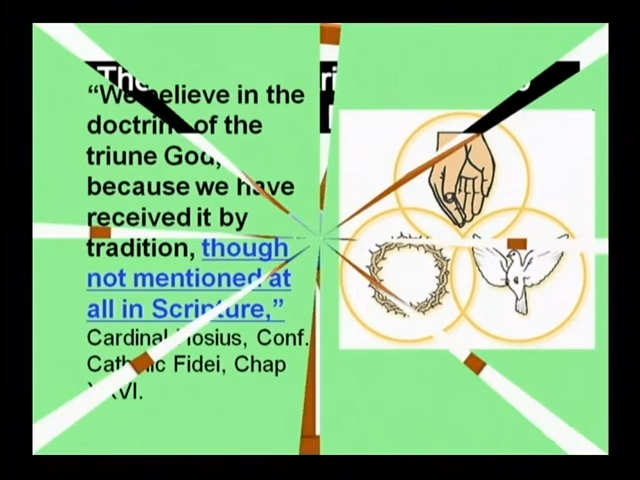 “We believe in the
doctrine of the
triune God,
because we have
received it by
tradition, though
not mentioned at
all in Scripture,”
Cardinal Hosius, Conf.
Catholic Fidei, Chap